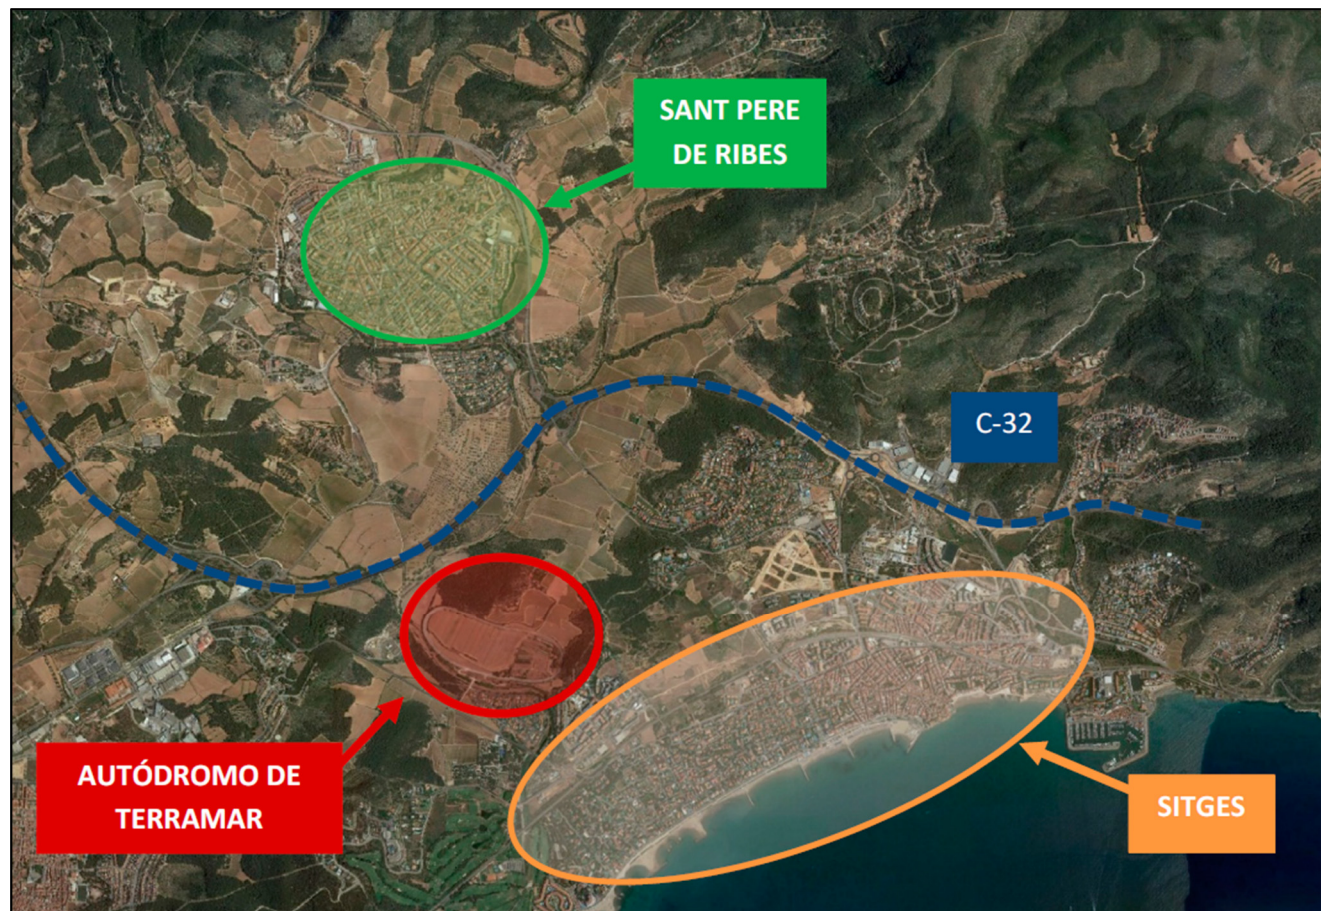 SANT PERE
DE RIBES
C-32
AUTÓDROMO DE
TERRAMAR
SITGES